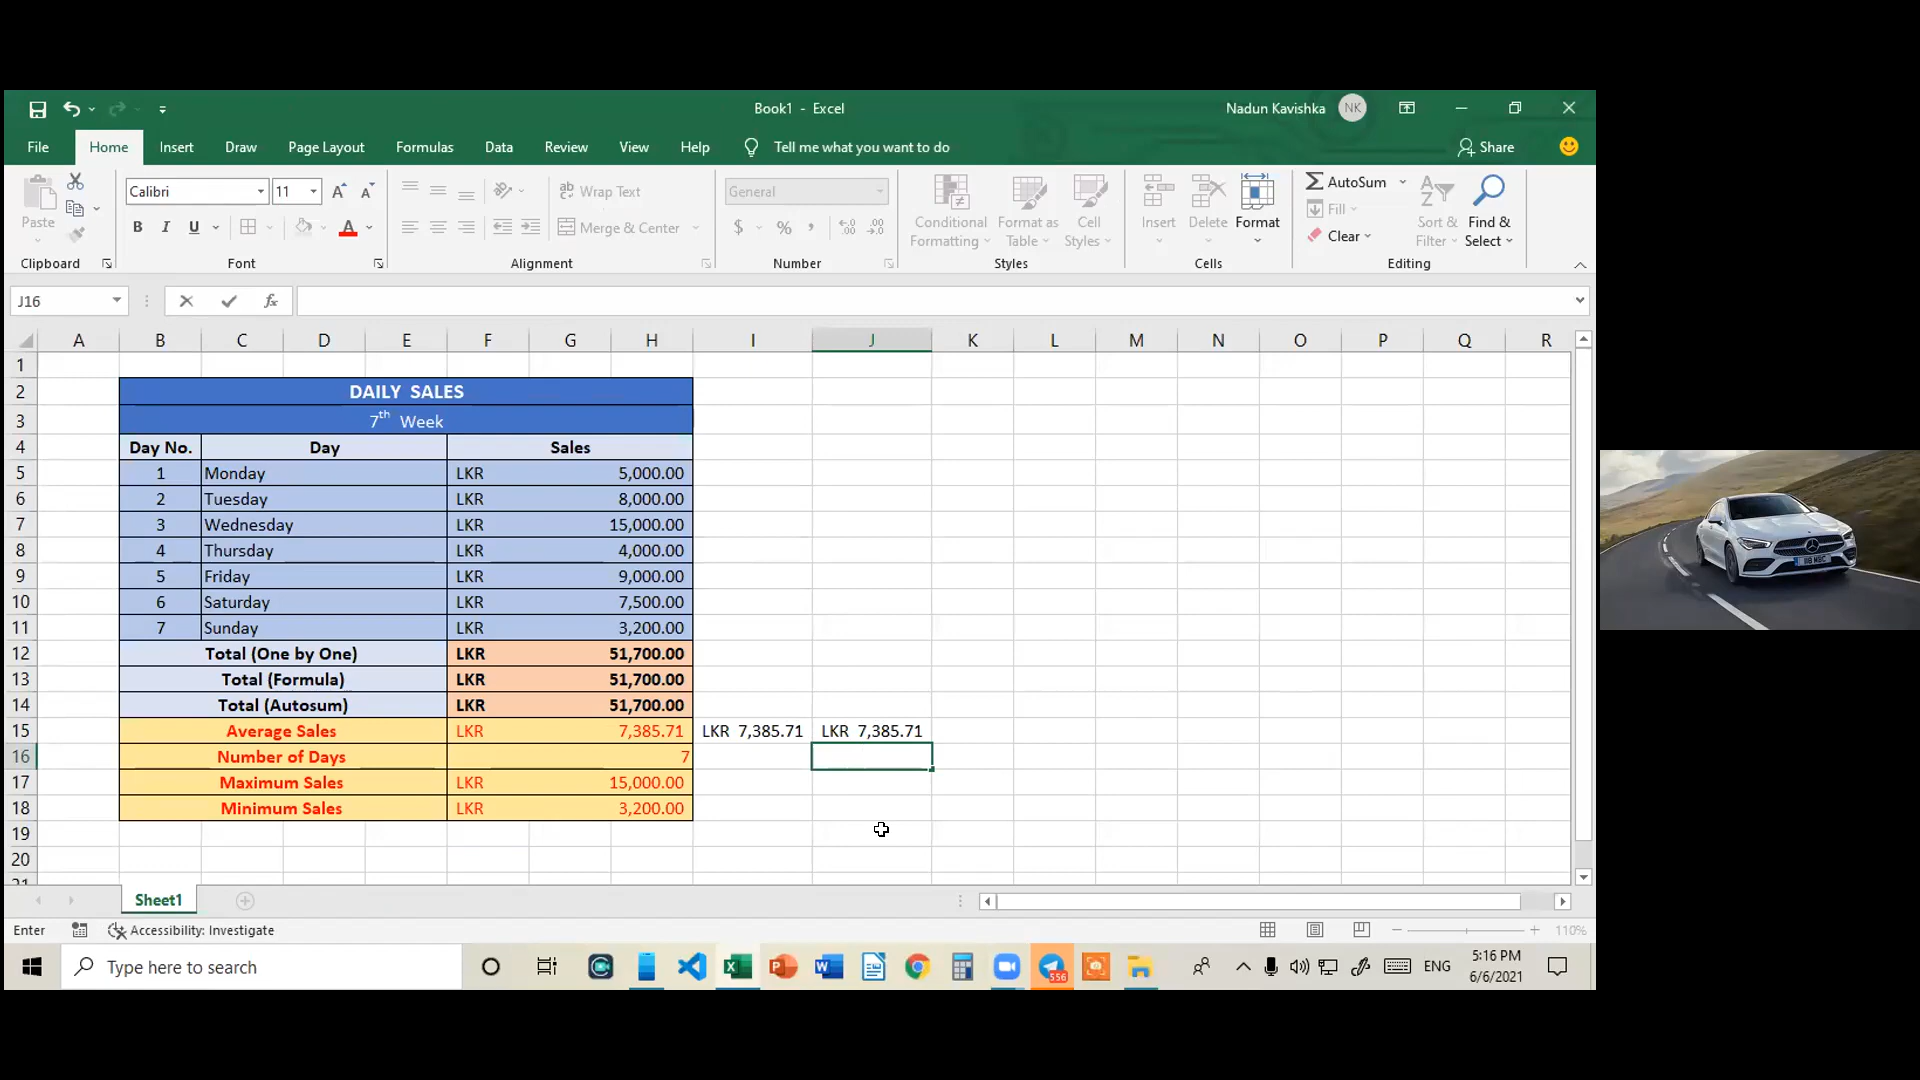 Book1 - Excel
Nadun Kavishka NK
File Home Insert Draw Page Layout Formulas Data Review View Help Tell me what you want to do Share
Paste
Calibri 11
B I U
Wrap Text
Merge & Center
General
$ % ,
Conditional Formatting
Format as Table
Cell Styles
Insert Delete Format
AutoSum
Fill
Clear
Sort & Filter
Find & Select
Clipboard Font Alignment Number Styles Cells Editing
J16 fx
A B C D E F G H I J K L M N O P Q R
1
2 DAILY SALES
3 7th Week
4 Day No. Day Sales
5 1 Monday LKR 5,000.00
6 2 Tuesday LKR 8,000.00
7 3 Wednesday LKR 15,000.00
8 4 Thursday LKR 4,000.00
9 5 Friday LKR 9,000.00
10 6 Saturday LKR 7,500.00
11 7 Sunday LKR 3,200.00
12 Total (One by One) LKR 51,700.00
13 Total (Formula) LKR 51,700.00
14 Total (Autosum) LKR 51,700.00
15 Average Sales LKR 7,385.71 LKR 7,385.71 LKR 7,385.71
16 Number of Days 7
17 Maximum Sales LKR 15,000.00
18 Minimum Sales LKR 3,200.00
19
20
21
Sheet1
Enter Accessibility: Investigate 110%
Type here to search
556
ENG
5:16 PM
6/6/2021